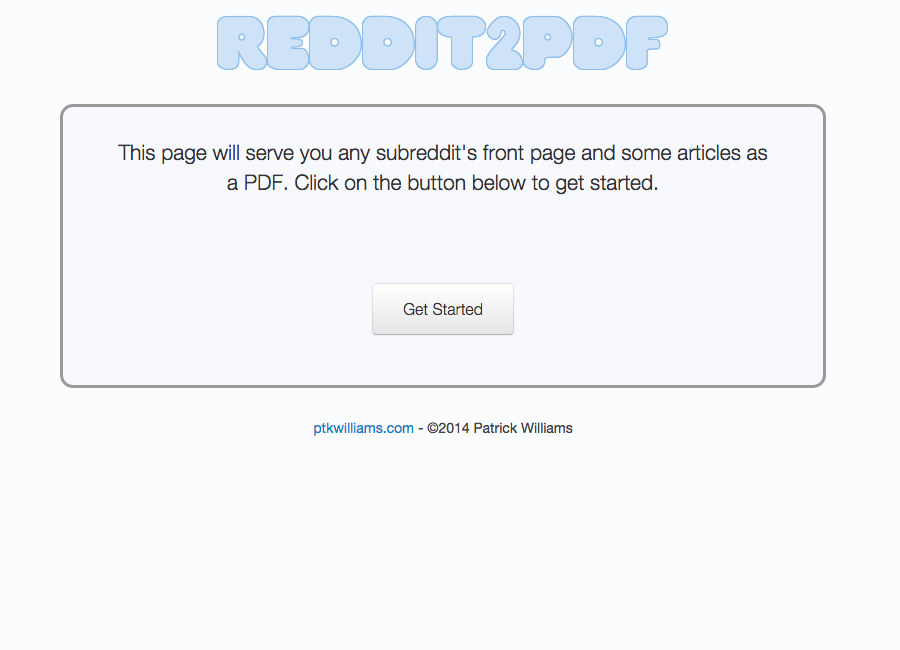 REDDIT2PDF
This page will serve you any subreddit's front page and some articles as
a PDF. Click on the button below to get started.
Get Started
ptkwilliams.com - ©2014 Patrick Williams